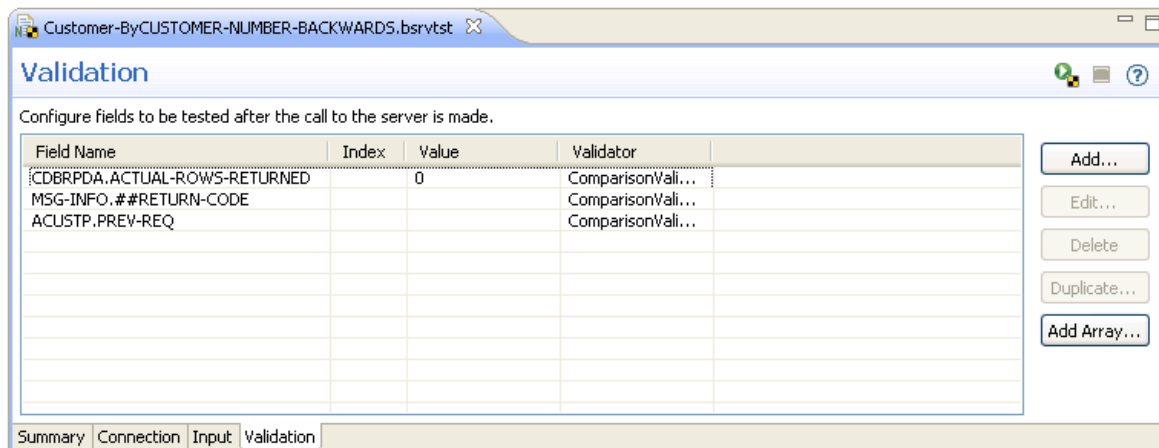 Customer-ByCUSTOMER-NUMBER-BACKWARDS.bsrvtst
Validation
Configure fields to be tested after the call to the server is made.
Field Name Index Value Validator
CDBRPDA.ACTUAL-ROWS-RETURNED 0 ComparisonVali...
MSG-INFO.##RETURN-CODE ComparisonVali...
ACUSTP.PREV-REQ ComparisonVali...
Add...
Edit...
Delete
Duplicate...
Add Array...
Summary Connection Input Validation